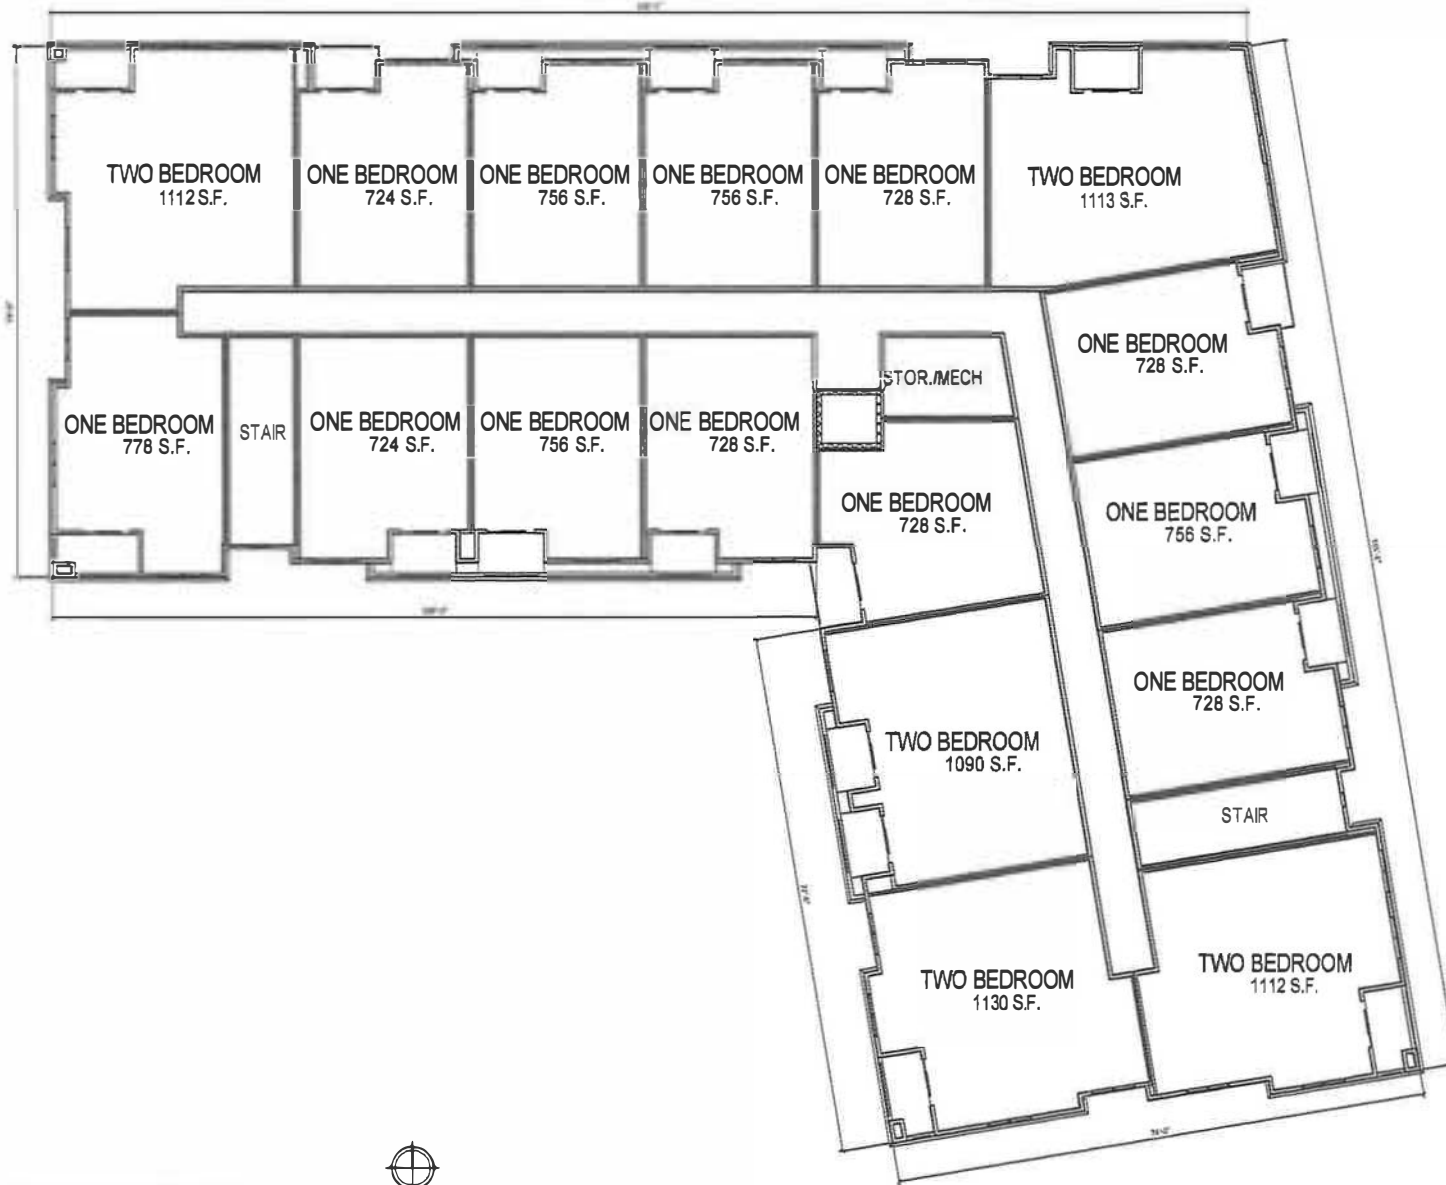 TWO BEDROOM
1112 S.F.
ONE BEDROOM
724 S.F.
ONE BEDROOM
756 S.F.
ONE BEDROOM
756 S.F.
ONE BEDROOM
728 S.F.
TWO BEDROOM
1113 S.F.
ONE BEDROOM
728 S.F.
STOR./MECH
ONE BEDROOM
778 S.F.
STAIR
ONE BEDROOM
724 S.F.
ONE BEDROOM
756 S.F.
ONE BEDROOM
728 S.F.
ONE BEDROOM
728 S.F.
ONE BEDROOM
756 S.F.
ONE BEDROOM
728 S.F.
TWO BEDROOM
1090 S.F.
STAIR
TWO BEDROOM
1130 S.F.
TWO BEDROOM
1112 S.F.